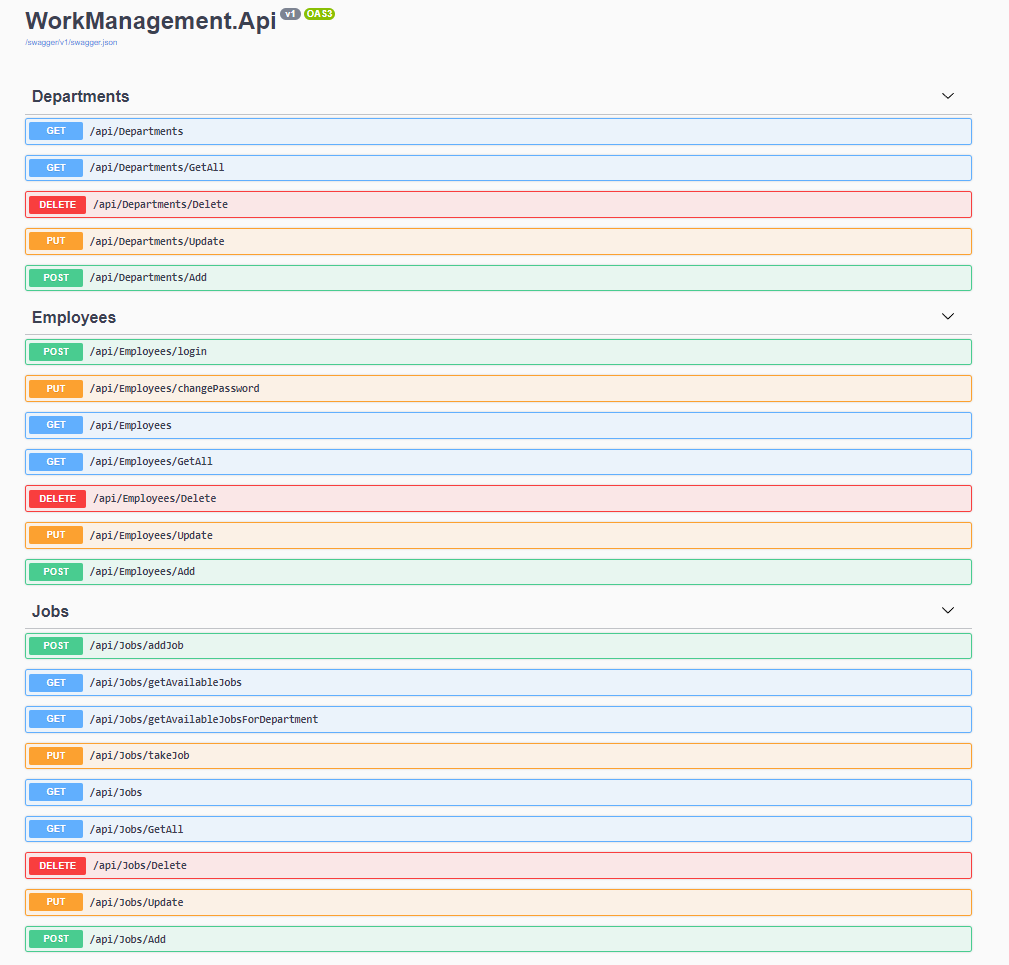 WorkManagement.Api v1 OAS3
/swagger/v1/swagger.json
Departments
GET /api/Departments
GET /api/Departments/GetAll
DELETE /api/Departments/Delete
PUT /api/Departments/Update
POST /api/Departments/Add
Employees
POST /api/Employees/login
PUT /api/Employees/changePassword
GET /api/Employees
GET /api/Employees/GetAll
DELETE /api/Employees/Delete
PUT /api/Employees/Update
POST /api/Employees/Add
Jobs
POST /api/Jobs/addJob
GET /api/Jobs/getAvailableJobs
GET /api/Jobs/getAvailableJobsForDepartment
PUT /api/Jobs/takeJob
GET /api/Jobs
GET /api/Jobs/GetAll
DELETE /api/Jobs/Delete
PUT /api/Jobs/Update
POST /api/Jobs/Add